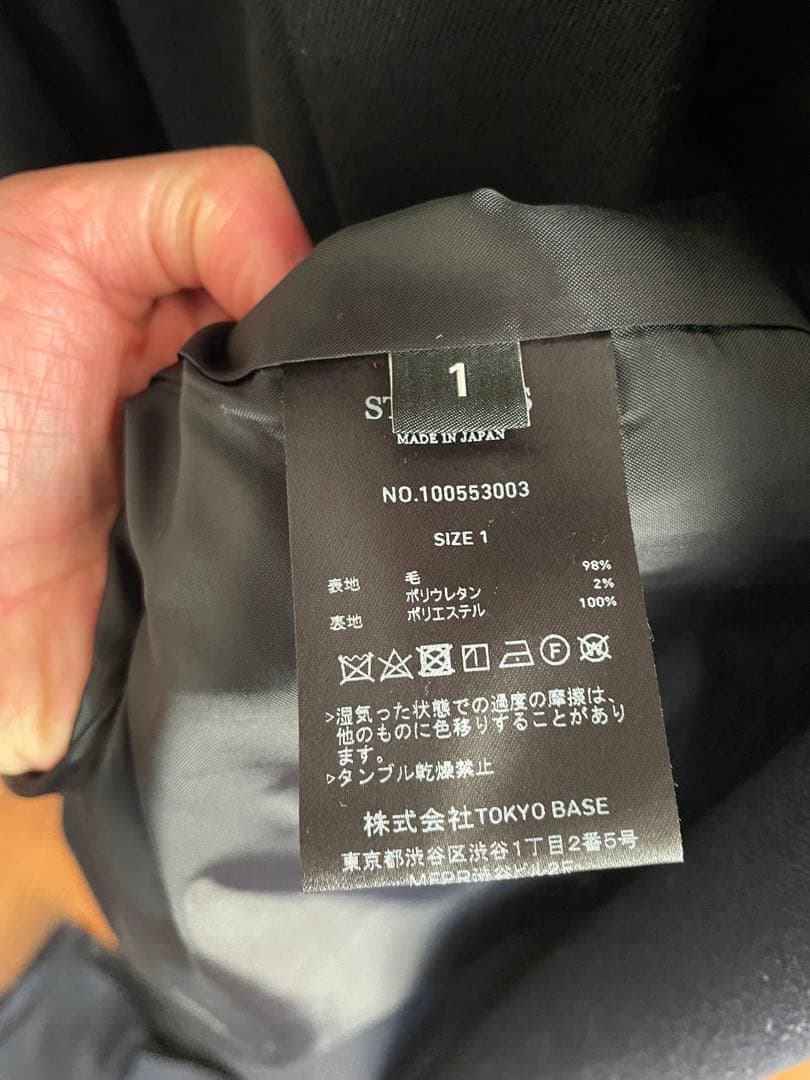 1
MADE IN JAPAN
NO.100553003
SIZE 1
表地 毛 98%
ポリウレタン 2%
裏地 ポリエステル 100%
>湿気った状態での過度の摩擦は、
他のものに色移りすることがあり
ます。
>タンブル乾燥禁止
株式会社TOKYO BASE
東京都渋谷区渋谷1丁目2番5号